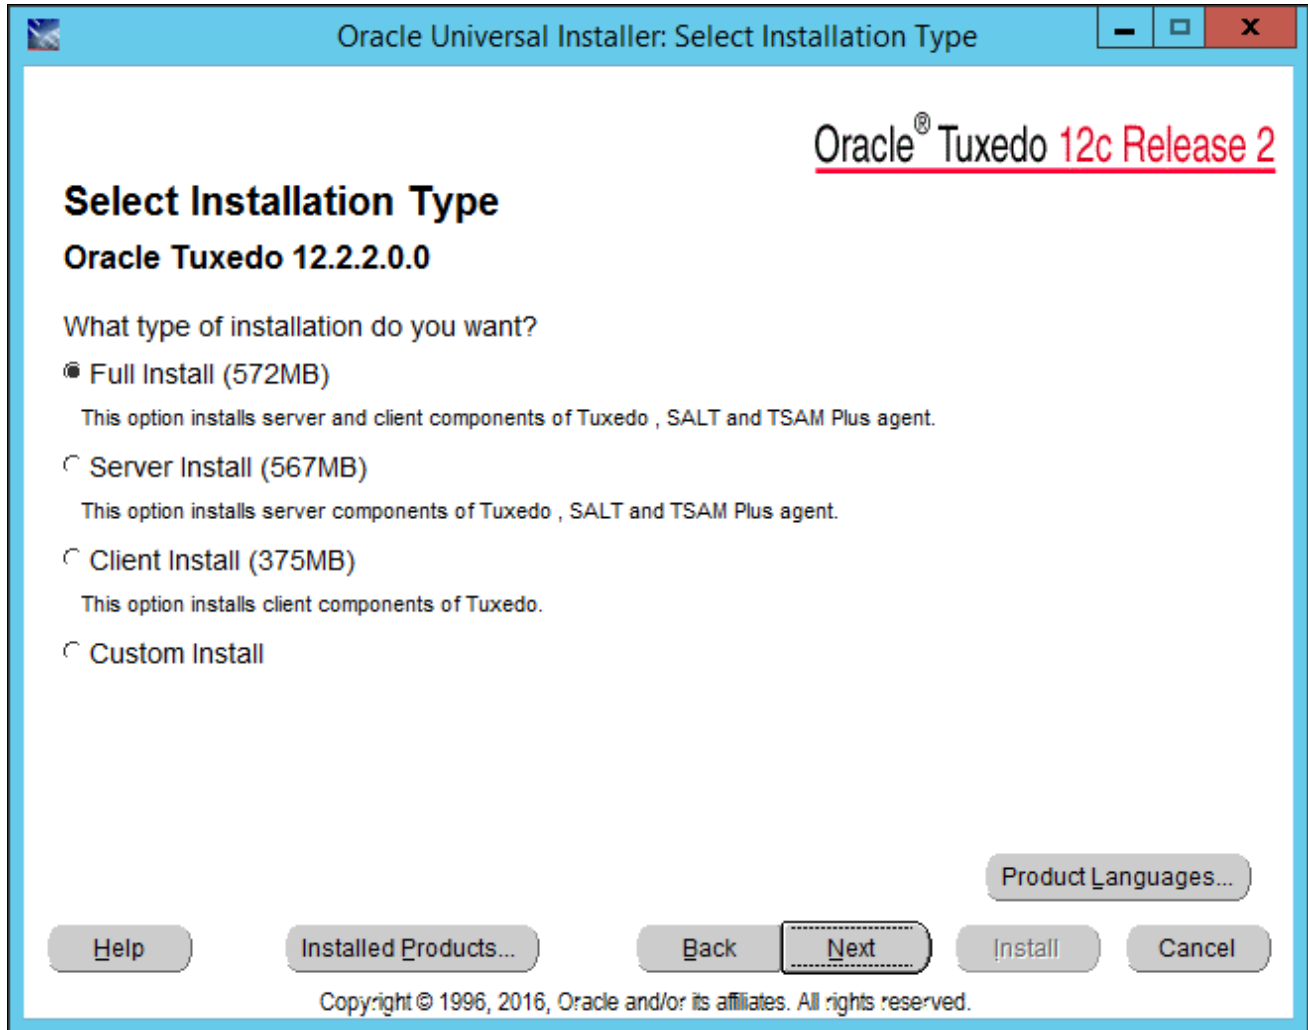 Oracle Universal Installer: Select Installation Type
Oracle® Tuxedo 12c Release 2
Select Installation Type
Oracle Tuxedo 12.2.2.0.0
What type of installation do you want?
Full Install (572MB)
This option installs server and client components of Tuxedo , SALT and TSAM Plus agent.
Server Install (567MB)
This option installs server components of Tuxedo , SALT and TSAM Plus agent.
Client Install (375MB)
This option installs client components of Tuxedo.
Custom Install
Product Languages...
Help Installed Products... Back Next Install Cancel
Copyright © 1996, 2016, Oracle and/or its affiliates. All rights reserved.